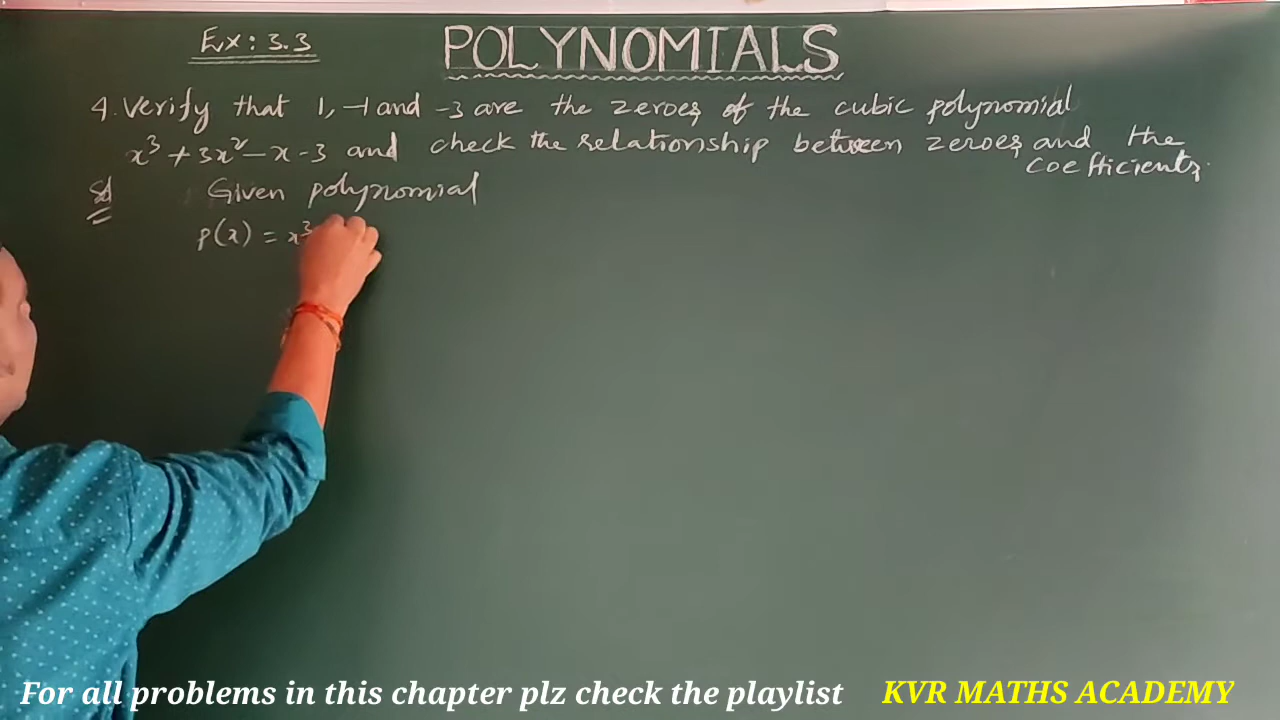 Ex: 3.3
POLYNOMIALS
4. Verify that 1, -1 and -3 are the zeroes of the cubic polynomial
x³ + 3x² - x - 3 and check the relationship between zeroes and the
coefficients.
Sol Given polynomial
p(x) = x³
For all problems in this chapter plz check the playlist
KVR MATHS ACADEMY